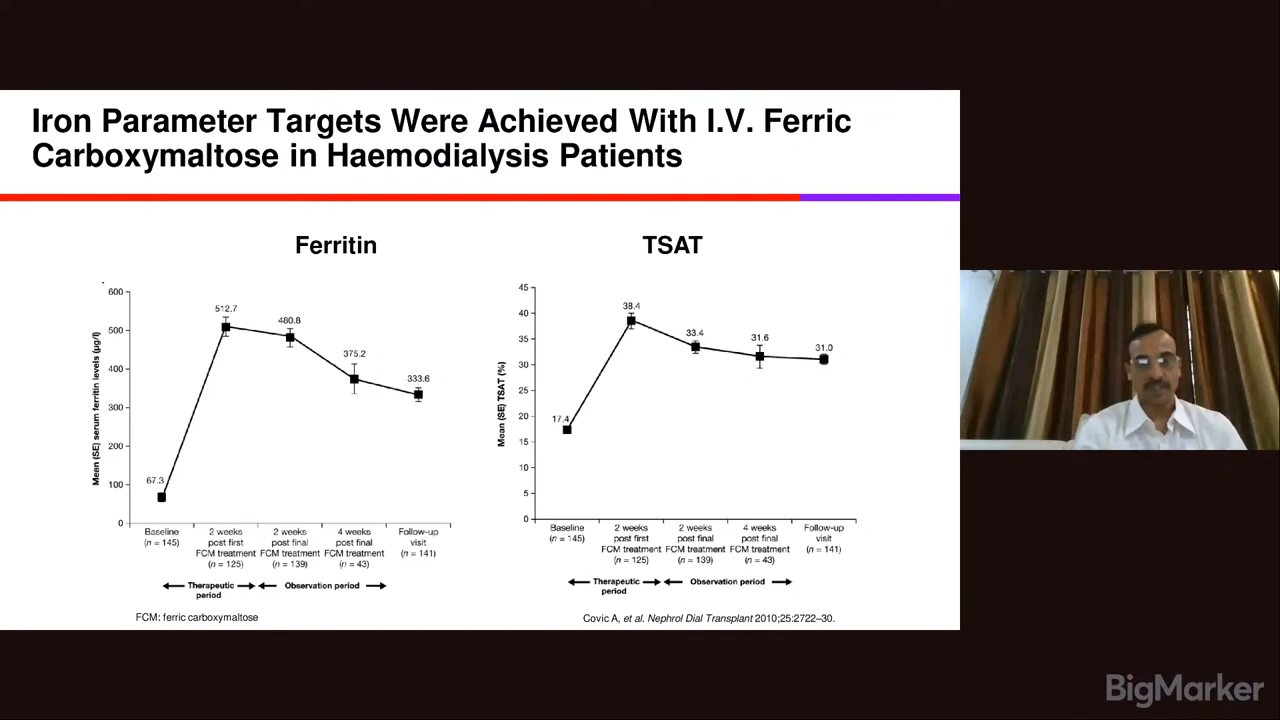 Iron Parameter Targets Were Achieved With I.V. Ferric
Carboxymaltose in Haemodialysis Patients
Ferritin
Mean (SE) serum ferritin levels (µg/l)
600
500
400
300
200
100
0
67.3
512.7
480.8
375.2
333.6
Baseline
(n = 145)
2 weeks
post first
FCM treatment
(n = 125)
2 weeks
post final
FCM treatment
(n = 139)
4 weeks
post final
FCM treatment
(n = 43)
Follow-up
visit
(n = 141)
Therapeutic
period
Observation period
FCM: ferric carboxymaltose
TSAT
Mean (SE) TSAT (%)
45
40
35
30
25
20
15
10
5
0
17.4
38.4
33.4
31.6
31.0
Baseline
(n = 145)
2 weeks
post first
FCM treatment
(n = 125)
2 weeks
post final
FCM treatment
(n = 139)
4 weeks
post final
FCM treatment
(n = 43)
Follow-up
visit
(n = 141)
Therapeutic
period
Observation period
Covic A, et al. Nephrol Dial Transplant 2010;25:2722–30.
BigMarker